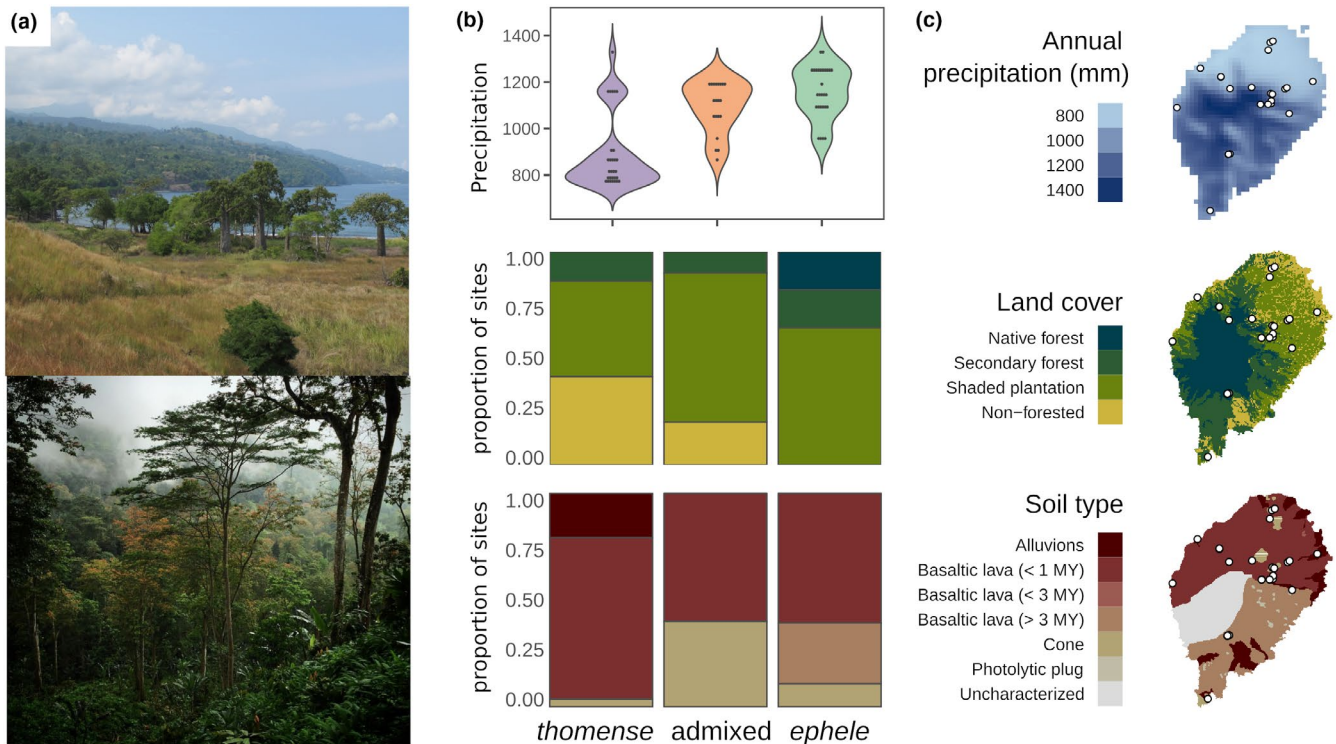 (a)
(b)
Precipitation
1400
1200
1000
800
proportion of sites
1.00
0.75
0.50
0.25
0.00
proportion of sites
1.00
0.75
0.50
0.25
0.00
thomense admixed ephele
(c)
Annual
precipitation (mm)
800
1000
1200
1400
Land cover
Native forest
Secondary forest
Shaded plantation
Non−forested
Soil type
Alluvions
Basaltic lava (< 1 MY)
Basaltic lava (< 3 MY)
Basaltic lava (> 3 MY)
Cone
Photolytic plug
Uncharacterized